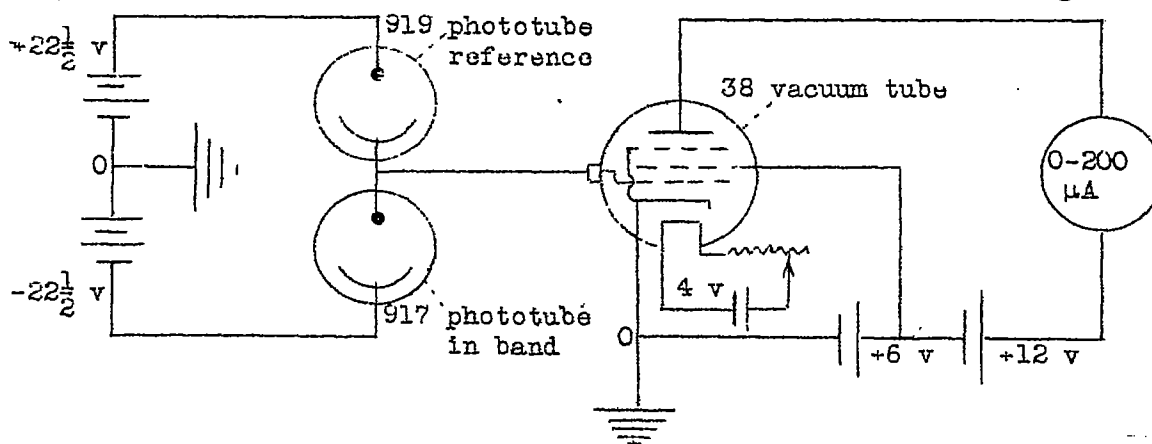 +22½ v
919 phototube
reference
38 vacuum tube
0
0-200
μA
-22½ v
917 phototube
in band
4 v
0
+6 v
+12 v